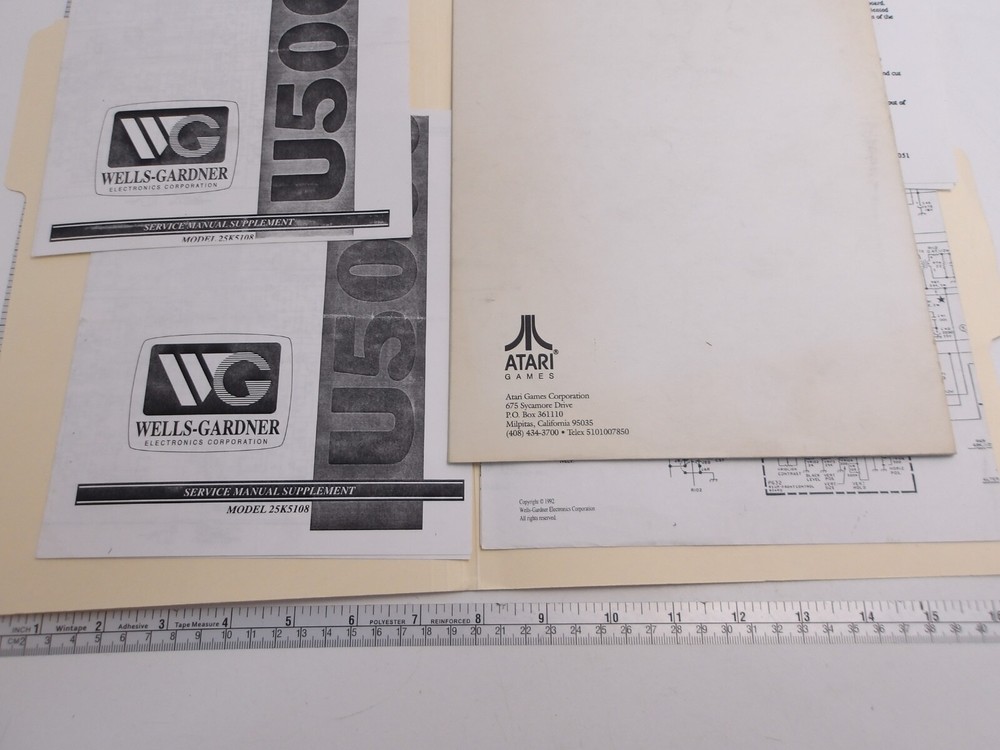 U500
WG
WELLS-GARDNER
ELECTRONICS CORPORATION
SERVICE MANUAL SUPPLEMENT
MODEL 25K5108
U500
WG
WELLS-GARDNER
ELECTRONICS CORPORATION
SERVICE MANUAL SUPPLEMENT
MODEL 25K5108
ATARI®
GAMES
Atari Games Corporation
675 Sycamore Drive
P.O. Box 361110
Milpitas, California 95035
(408) 434-3700 • Telex 5101007850
of the
out of
Copyright © 1992
Wells-Gardner Electronics Corporation
All rights reserved.
INCH 1 Wintape 2 Adhesive 3 Tape Measure 4 5 6 POLYESTER 7 REINFORCED 8 9 10 11 12 13 14 15
2 3 4 5 6 7 8 9 10 11 12 13 14 15 16 17 18 19 20 21 22 23 24 25 26 27 28 29 30 31 32 33 34 35 36 37 38 39 40